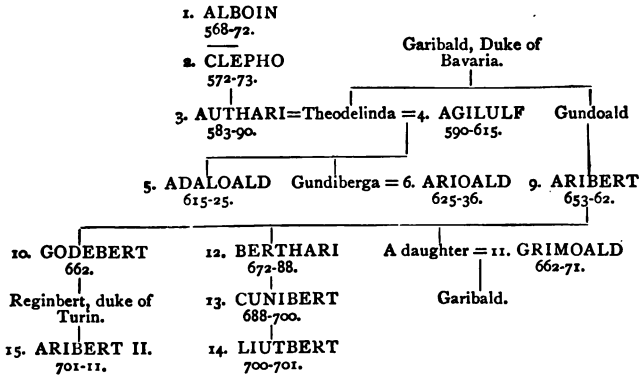 1. ALBOIN
568-72.
2. CLEPHO
572-73.
Garibald, Duke of
Bavaria.
3. AUTHARI=Theodelinda=4. AGILULF Gundoald
583-90. 590-615.
5. ADALOALD Gundiberga=6. ARIOALD 9. ARIBERT
615-25. 625-36. 653-62.
10. GODEBERT 12. BERTHARI A daughter=11. GRIMOALD
662. 672-88. 662-71.
Reginbert, duke of 13. CUNIBERT Garibald.
Turin. 688-700.
15. ARIBERT II. 14. LIUTBERT
701-11. 700-701.